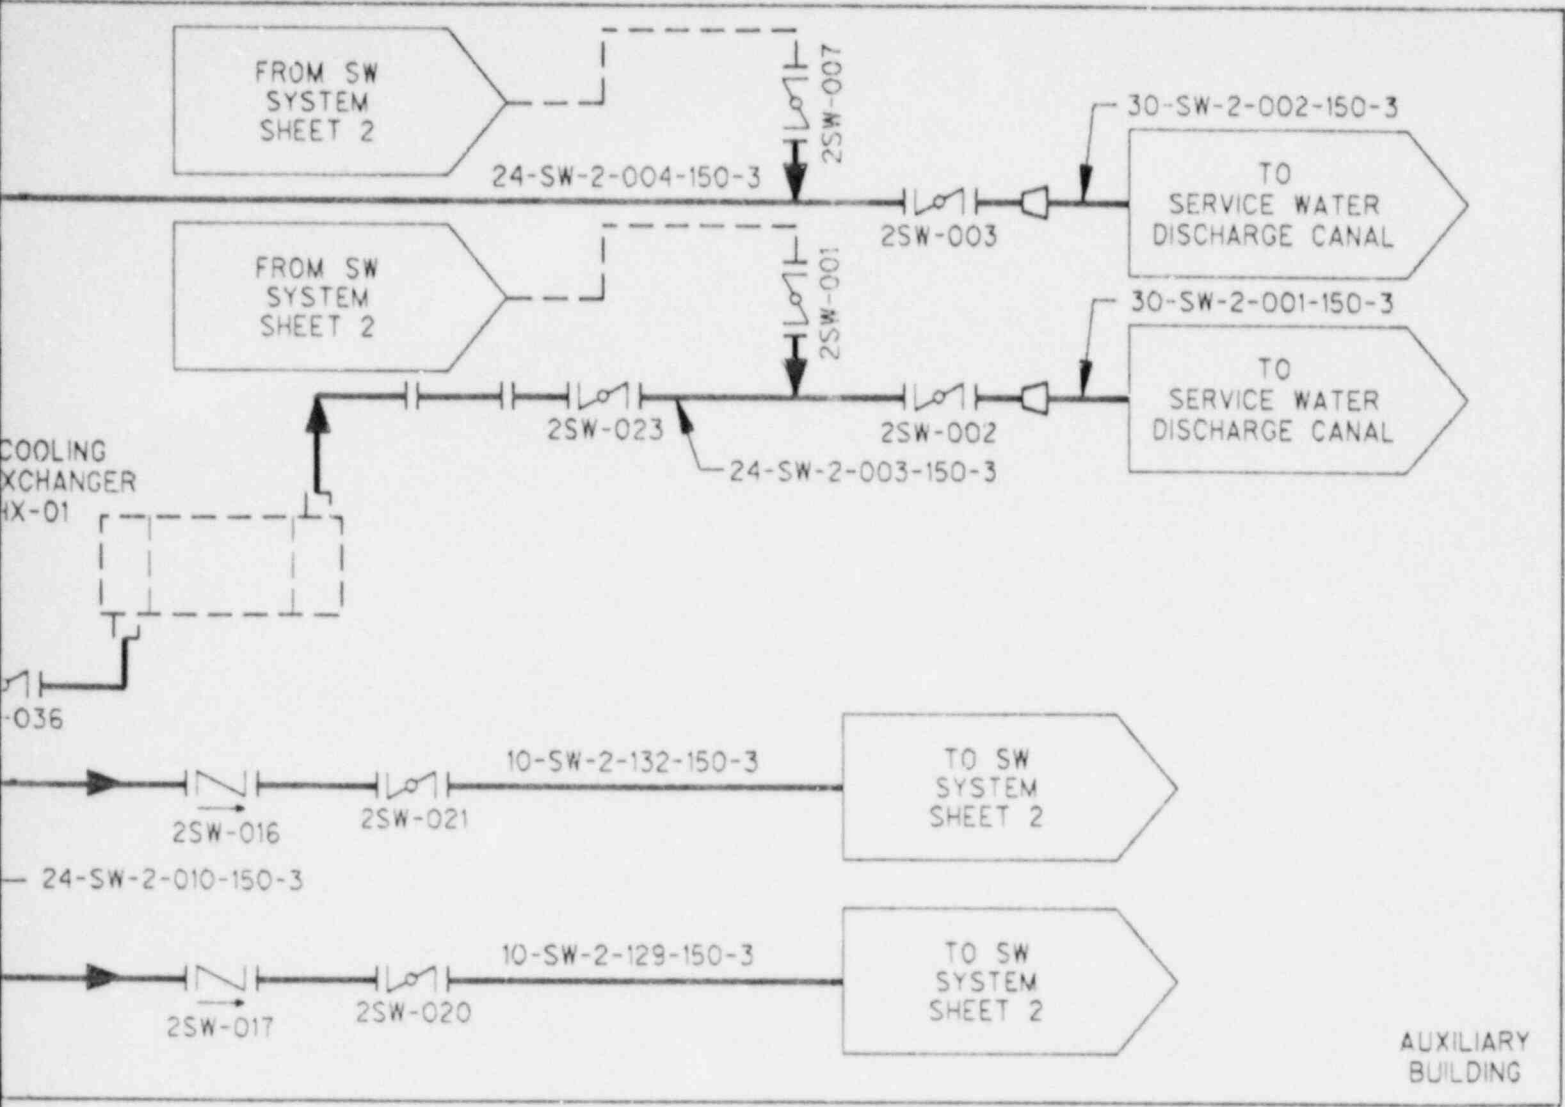 FROM SW
SYSTEM
SHEET 2
2SW-007
30-SW-2-002-150-3
TO
SERVICE WATER
DISCHARGE CANAL
24-SW-2-004-150-3
2SW-003
FROM SW
SYSTEM
SHEET 2
2SW-001
30-SW-2-001-150-3
TO
SERVICE WATER
DISCHARGE CANAL
2SW-023
2SW-002
24-SW-2-003-150-3
COOLING
XCHANGER
HX-01
-036
10-SW-2-132-150-3
TO SW
SYSTEM
SHEET 2
2SW-016
2SW-021
24-SW-2-010-150-3
10-SW-2-129-150-3
TO SW
SYSTEM
SHEET 2
2SW-017
2SW-020
AUXILIARY
BUILDING